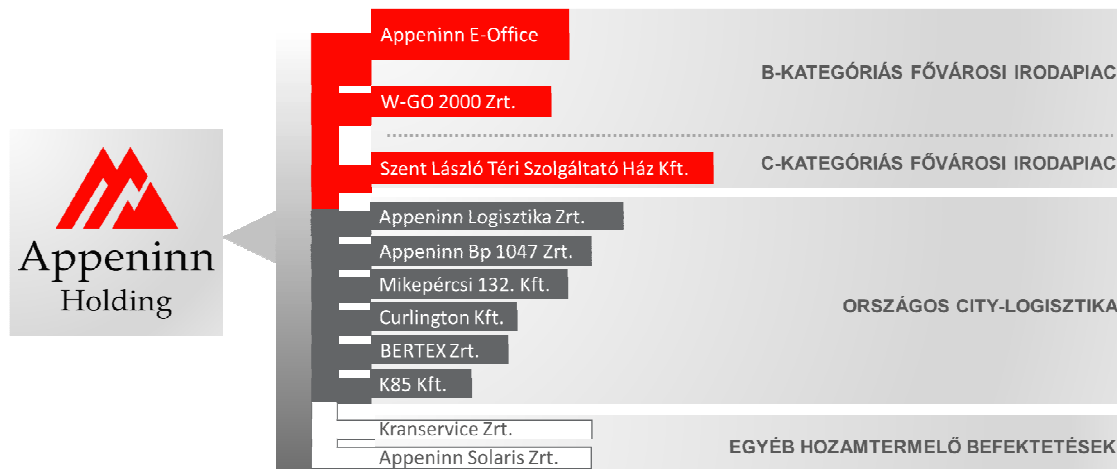 Appeninn
Holding
Appeninn E-Office
W-GO 2000 Zrt.
B-KATEGÓRIÁS FŐVÁROSI IRODAPIAC
Szent László Téri Szolgáltató Ház Kft.
C-KATEGÓRIÁS FŐVÁROSI IRODAPIAC
Appeninn Logisztika Zrt.
Appeninn Bp 1047 Zrt.
Mikepércsi 132. Kft.
Curlington Kft.
BERTEX Zrt.
K85 Kft.
ORSZÁGOS CITY-LOGISZTIKA
Kranservice Zrt.
Appeninn Solaris Zrt.
EGYÉB HOZAMTERMELŐ BEFEKTETÉSEK